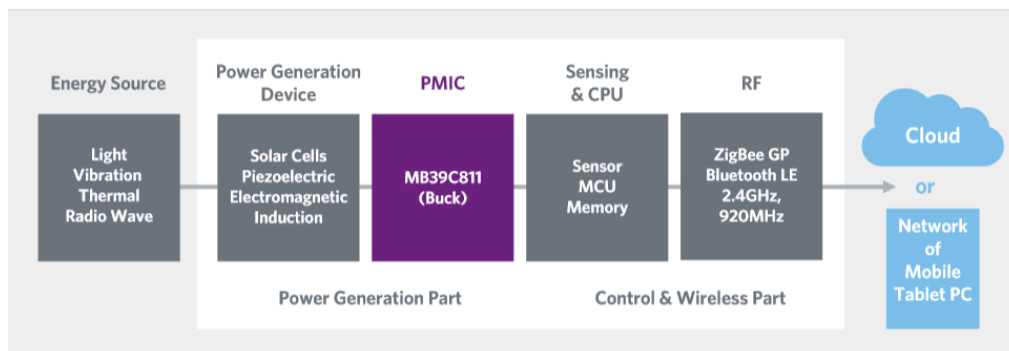 Energy Source
Power Generation
Device
PMIC
Sensing
& CPU
RF
Light
Vibration
Thermal
Radio Wave
Solar Cells
Piezoelectric
Electromagnetic
Induction
MB39C811
(Buck)
Sensor
MCU
Memory
ZigBee GP
Bluetooth LE
2.4GHz,
920MHz
Cloud
or
Network
of
Mobile
Tablet PC
Power Generation Part
Control & Wireless Part